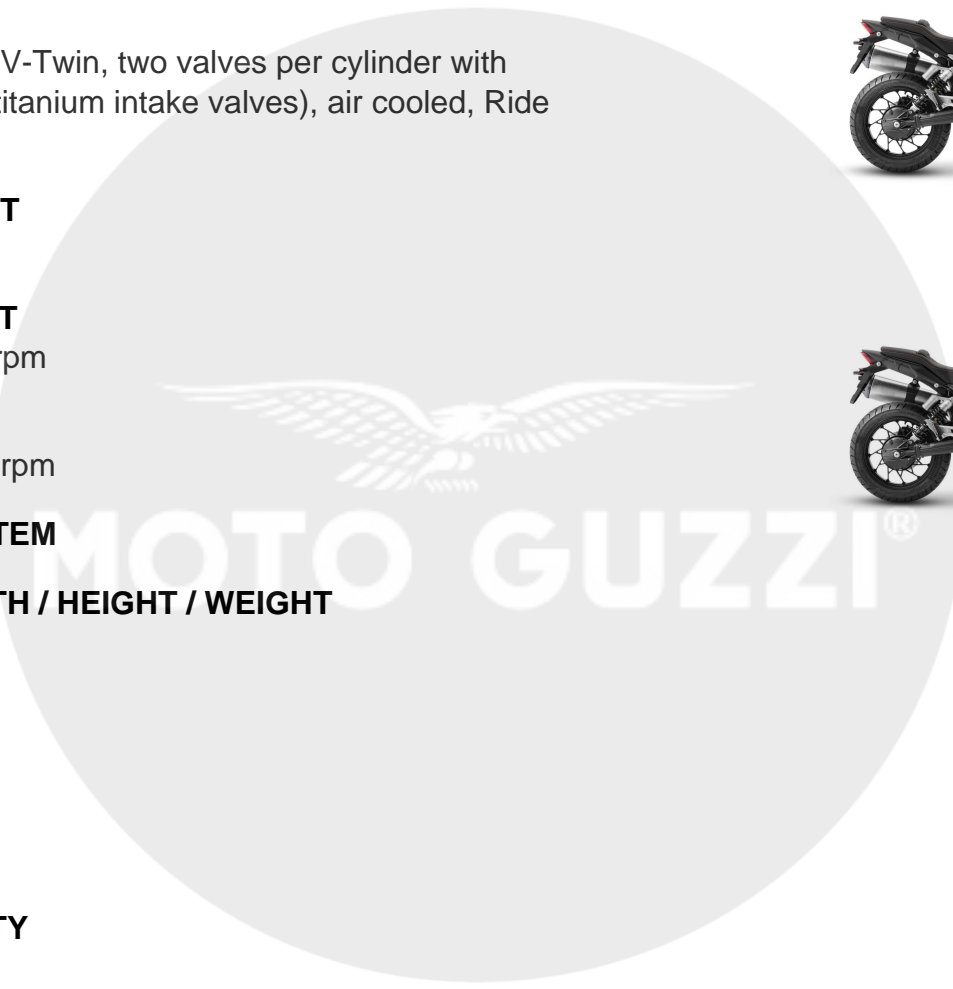 V-Twin, two valves per cylinder with
titanium intake valves), air cooled, Ride
T
T
rpm
rpm
TEM
MOTO GUZZI®
TH / HEIGHT / WEIGHT
TY